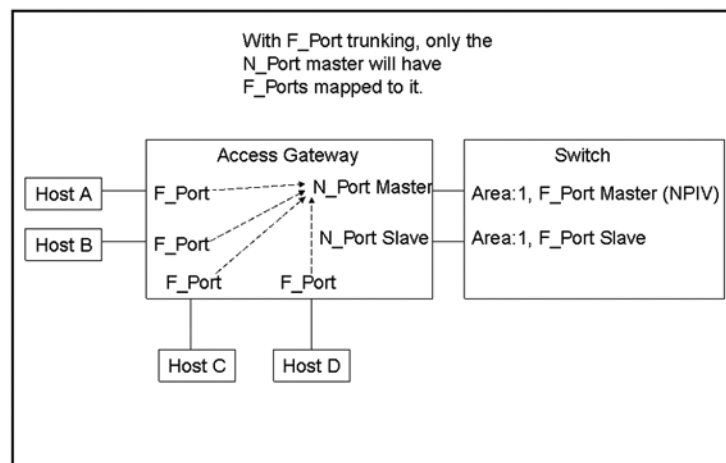 With F_Port trunking, only the
N_Port master will have
F_Ports mapped to it.
Access Gateway
Switch
Host A
F_Port
N_Port Master
Area:1, F_Port Master (NPIV)
Host B
F_Port
N_Port Slave
Area:1, F_Port Slave
F_Port
F_Port
Host C
Host D